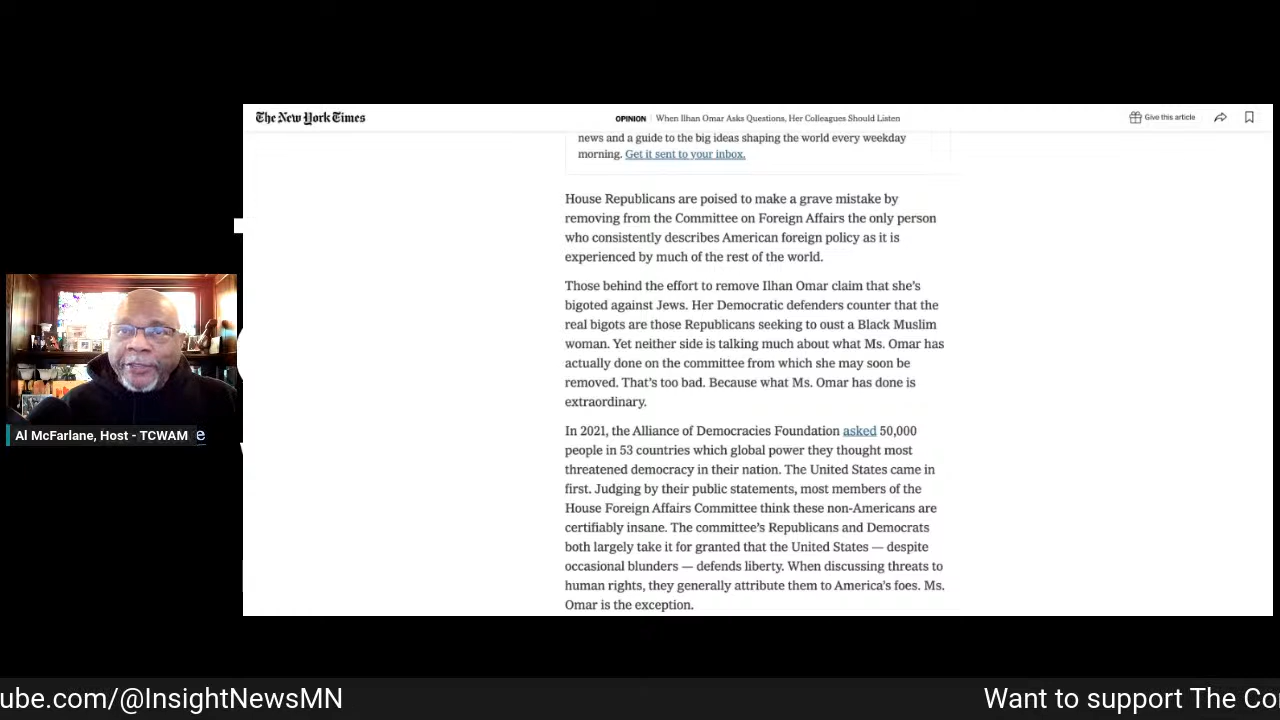 The New York Times
OPINION | When Ilhan Omar Asks Questions, Her Colleagues Should Listen
Give this article
news and a guide to the big ideas shaping the world every weekday
morning. Get it sent to your inbox.
House Republicans are poised to make a grave mistake by
removing from the Committee on Foreign Affairs the only person
who consistently describes American foreign policy as it is
experienced by much of the rest of the world.
Those behind the effort to remove Ilhan Omar claim that she’s
bigoted against Jews. Her Democratic defenders counter that the
real bigots are those Republicans seeking to oust a Black Muslim
woman. Yet neither side is talking much about what Ms. Omar has
actually done on the committee from which she may soon be
removed. That’s too bad. Because what Ms. Omar has done is
extraordinary.
In 2021, the Alliance of Democracies Foundation asked 50,000
people in 53 countries which global power they thought most
threatened democracy in their nation. The United States came in
first. Judging by their public statements, most members of the
House Foreign Affairs Committee think these non-Americans are
certifiably insane. The committee’s Republicans and Democrats
both largely take it for granted that the United States — despite
occasional blunders — defends liberty. When discussing threats to
human rights, they generally attribute them to America’s foes. Ms.
Omar is the exception.
Al McFarlane, Host - TCWAM e
ube.com/@InsightNewsMN
Want to support The Co